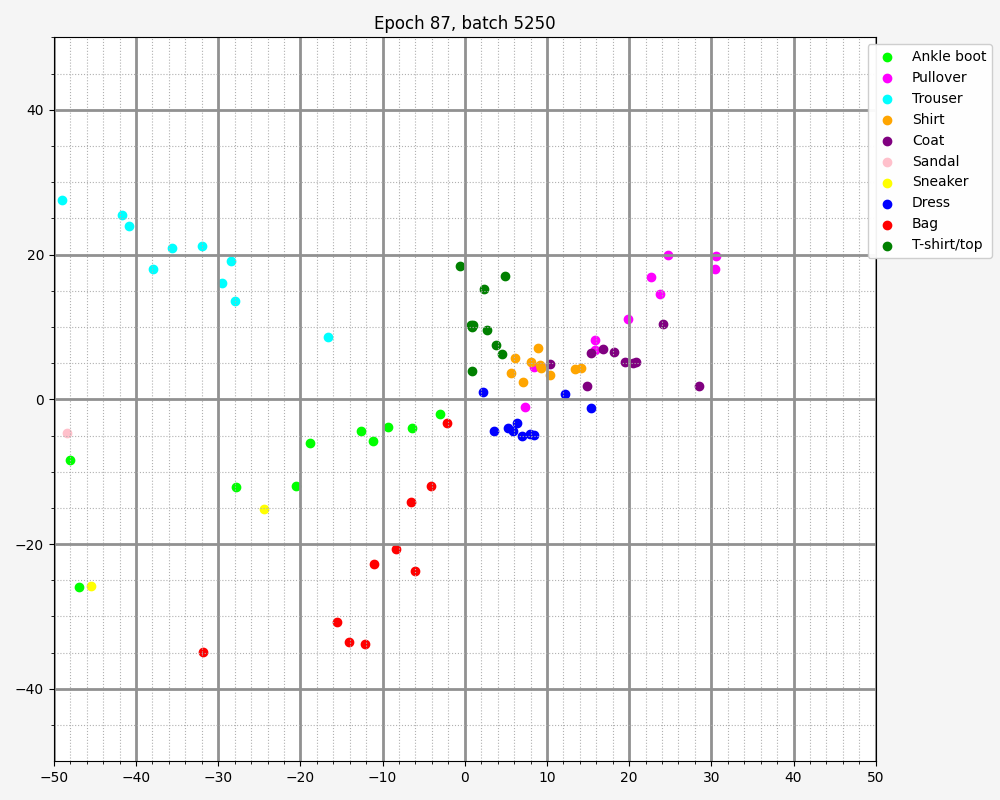 Epoch 87, batch 5250
Ankle boot
Pullover
Trouser
Shirt
Coat
Sandal
Sneaker
Dress
Bag
T-shirt/top
40
20
0
−20
−40
−50 −40 −30 −20 −10 0 10 20 30 40 50